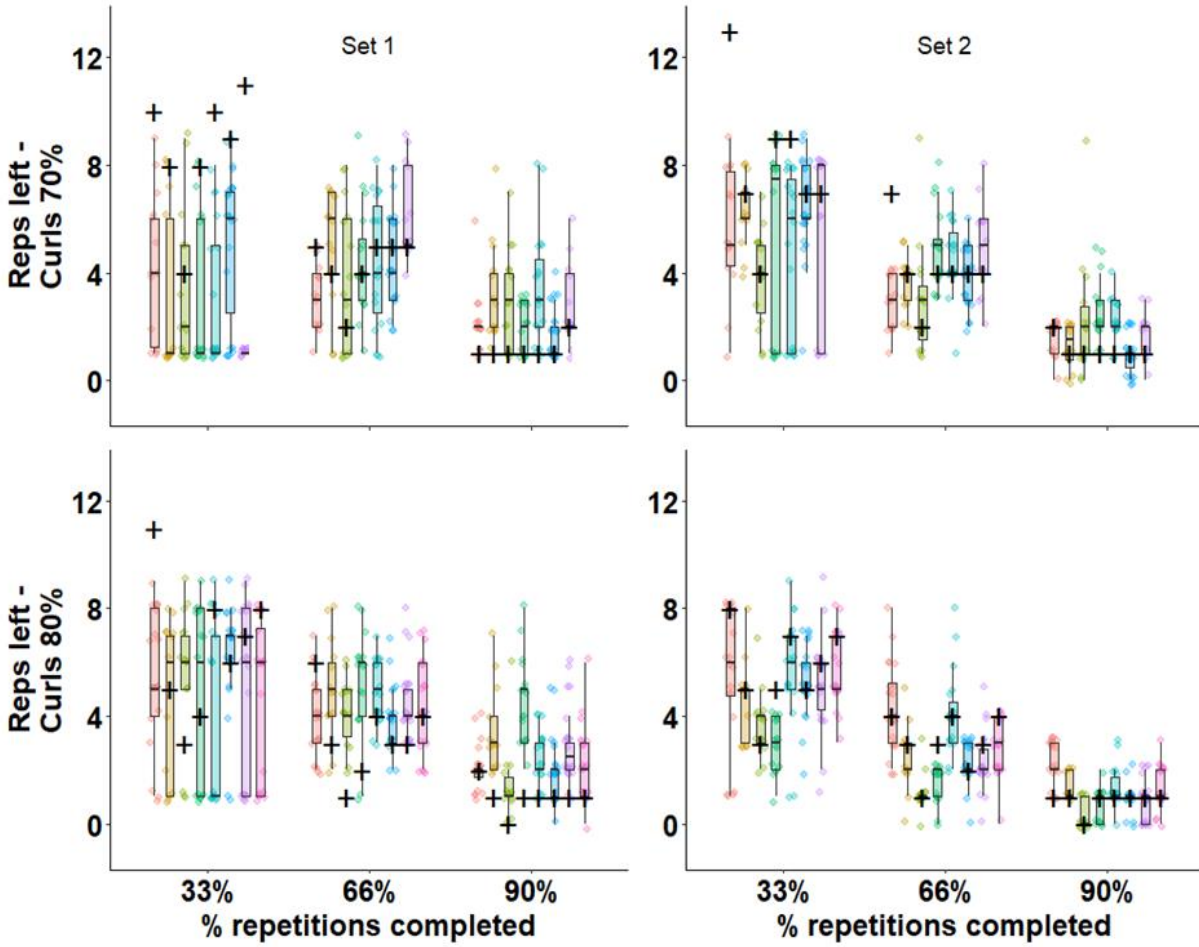 Set 1
Set 2
Reps left -
Curls 70%
12
8
4
0
12
8
4
0
Reps left -
Curls 80%
12
8
4
0
12
8
4
0
33% 66% 90%
33% 66% 90%
% repetitions completed
% repetitions completed